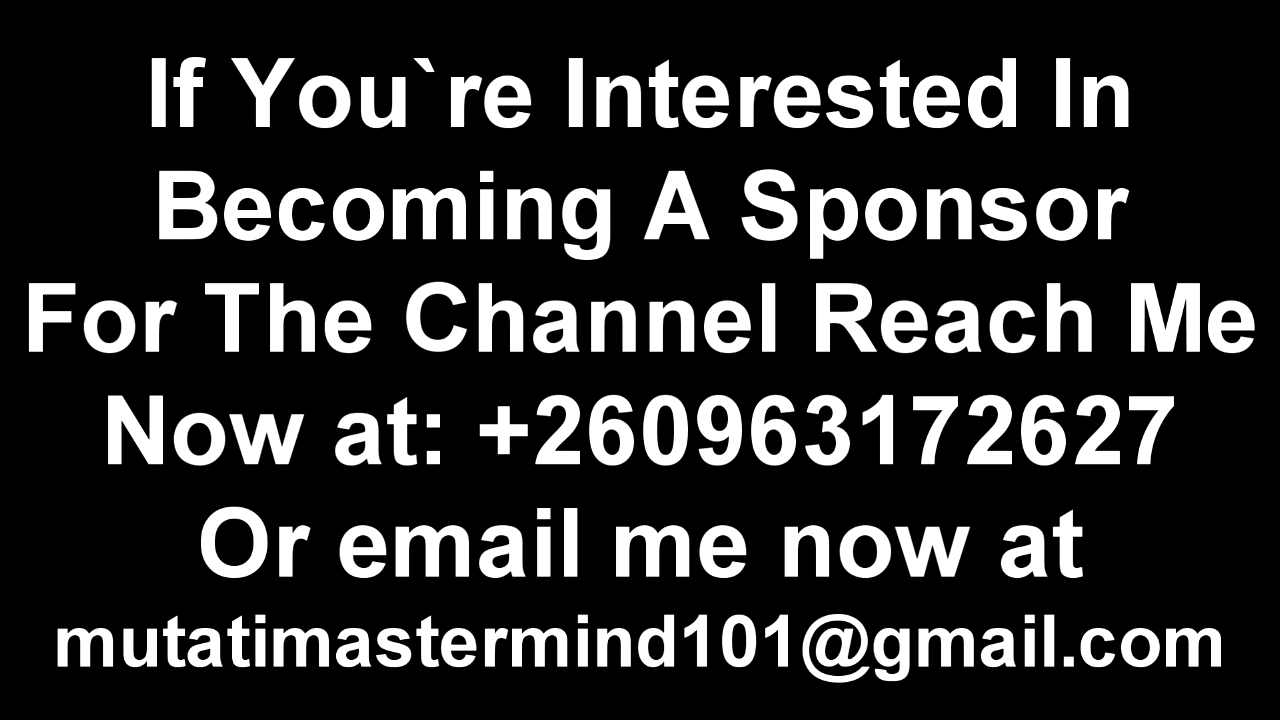 If You`re Interested In
Becoming A Sponsor
For The Channel Reach Me
Now at: +260963172627
Or email me now at
mutatimastermind101@gmail.com